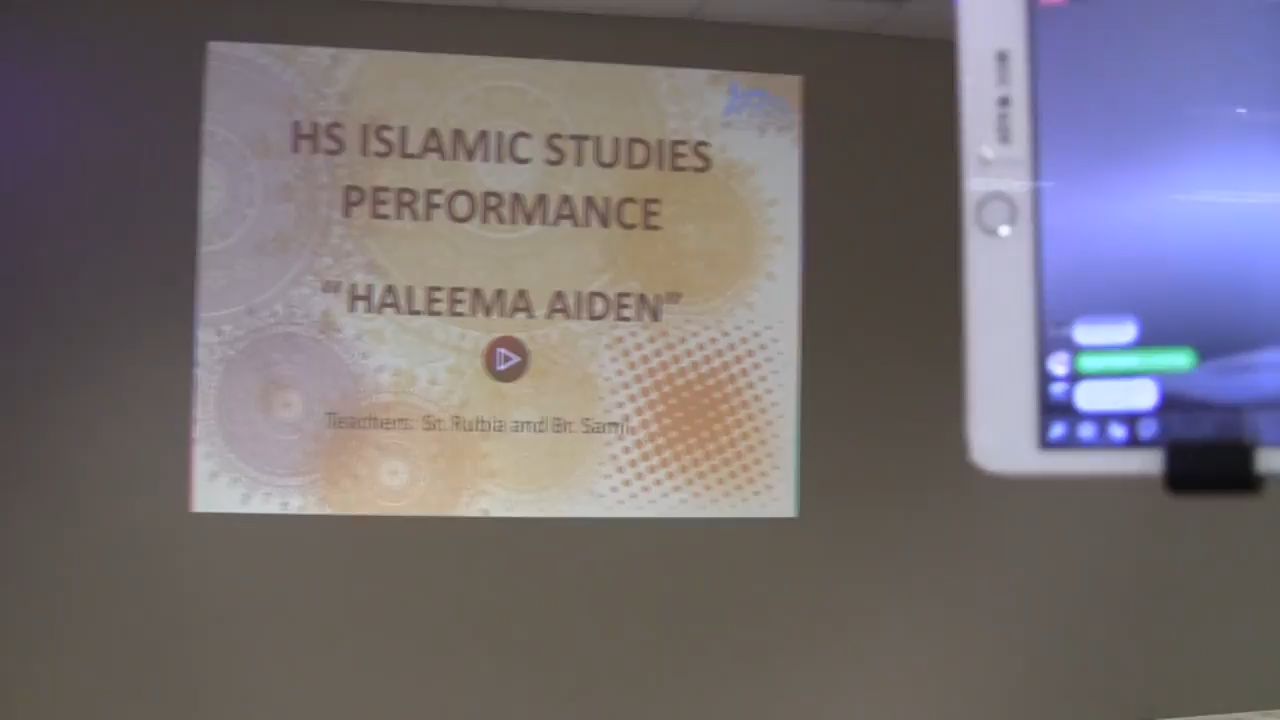 HS ISLAMIC STUDIES
PERFORMANCE
“HALEEMA AIDEN”
Teachers: Sr. Rubia and Br. Sami